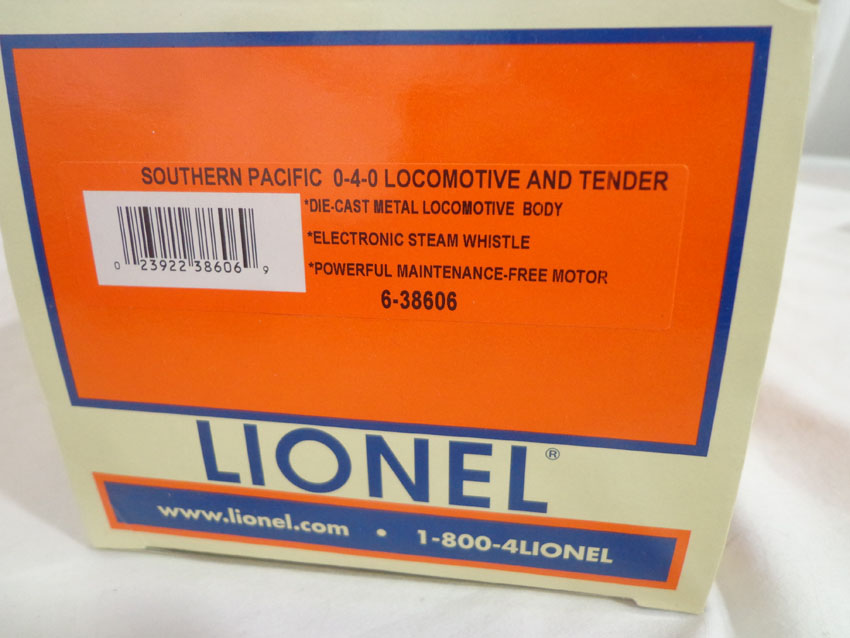 SOUTHERN PACIFIC 0-4-0 LOCOMOTIVE AND TENDER
*DIE-CAST METAL LOCOMOTIVE BODY
*ELECTRONIC STEAM WHISTLE
*POWERFUL MAINTENANCE-FREE MOTOR
0 23922 38606 9
6-38606
LIONEL®
www.lionel.com • 1-800-4LIONEL